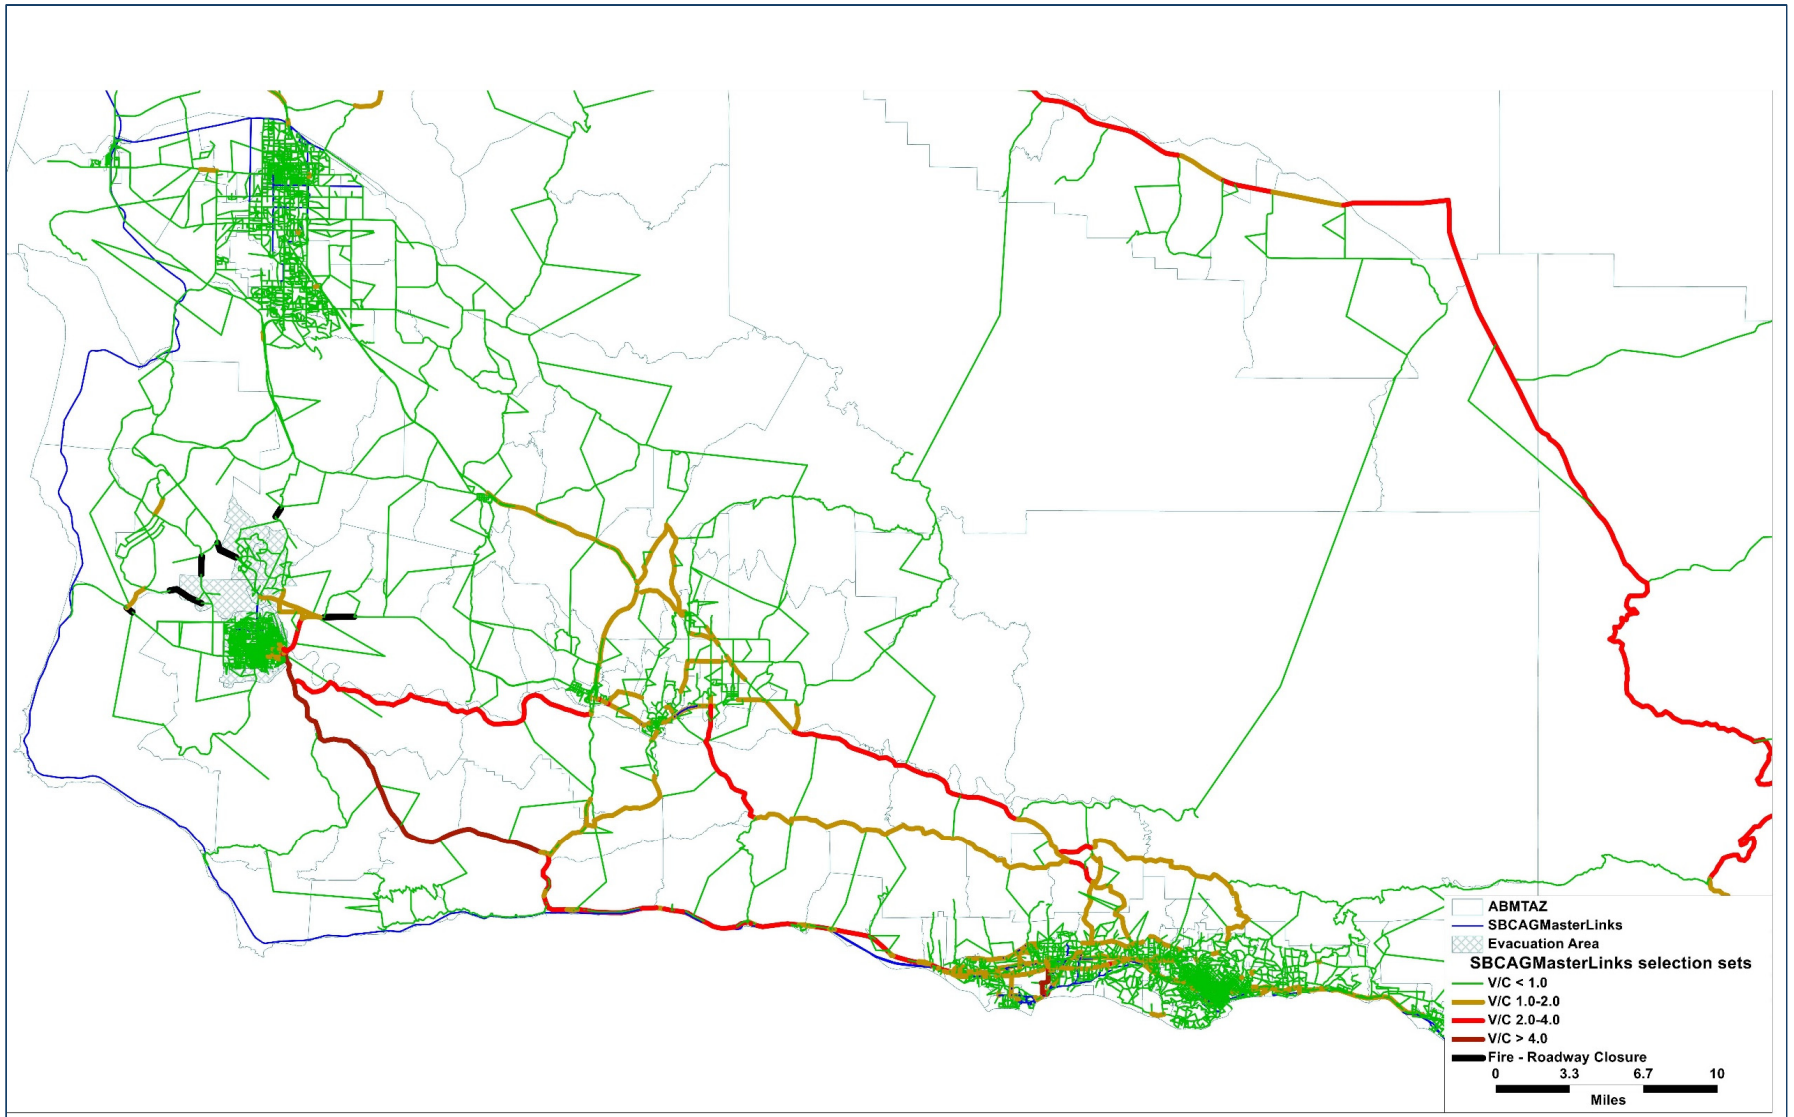 ABMTAZ
SBCAGMasterLinks
Evacuation Area
SBCAGMasterLinks selection sets
V/C < 1.0
V/C 1.0-2.0
V/C 2.0-4.0
V/C > 4.0
Fire - Roadway Closure
0 3.3 6.7 10
Miles